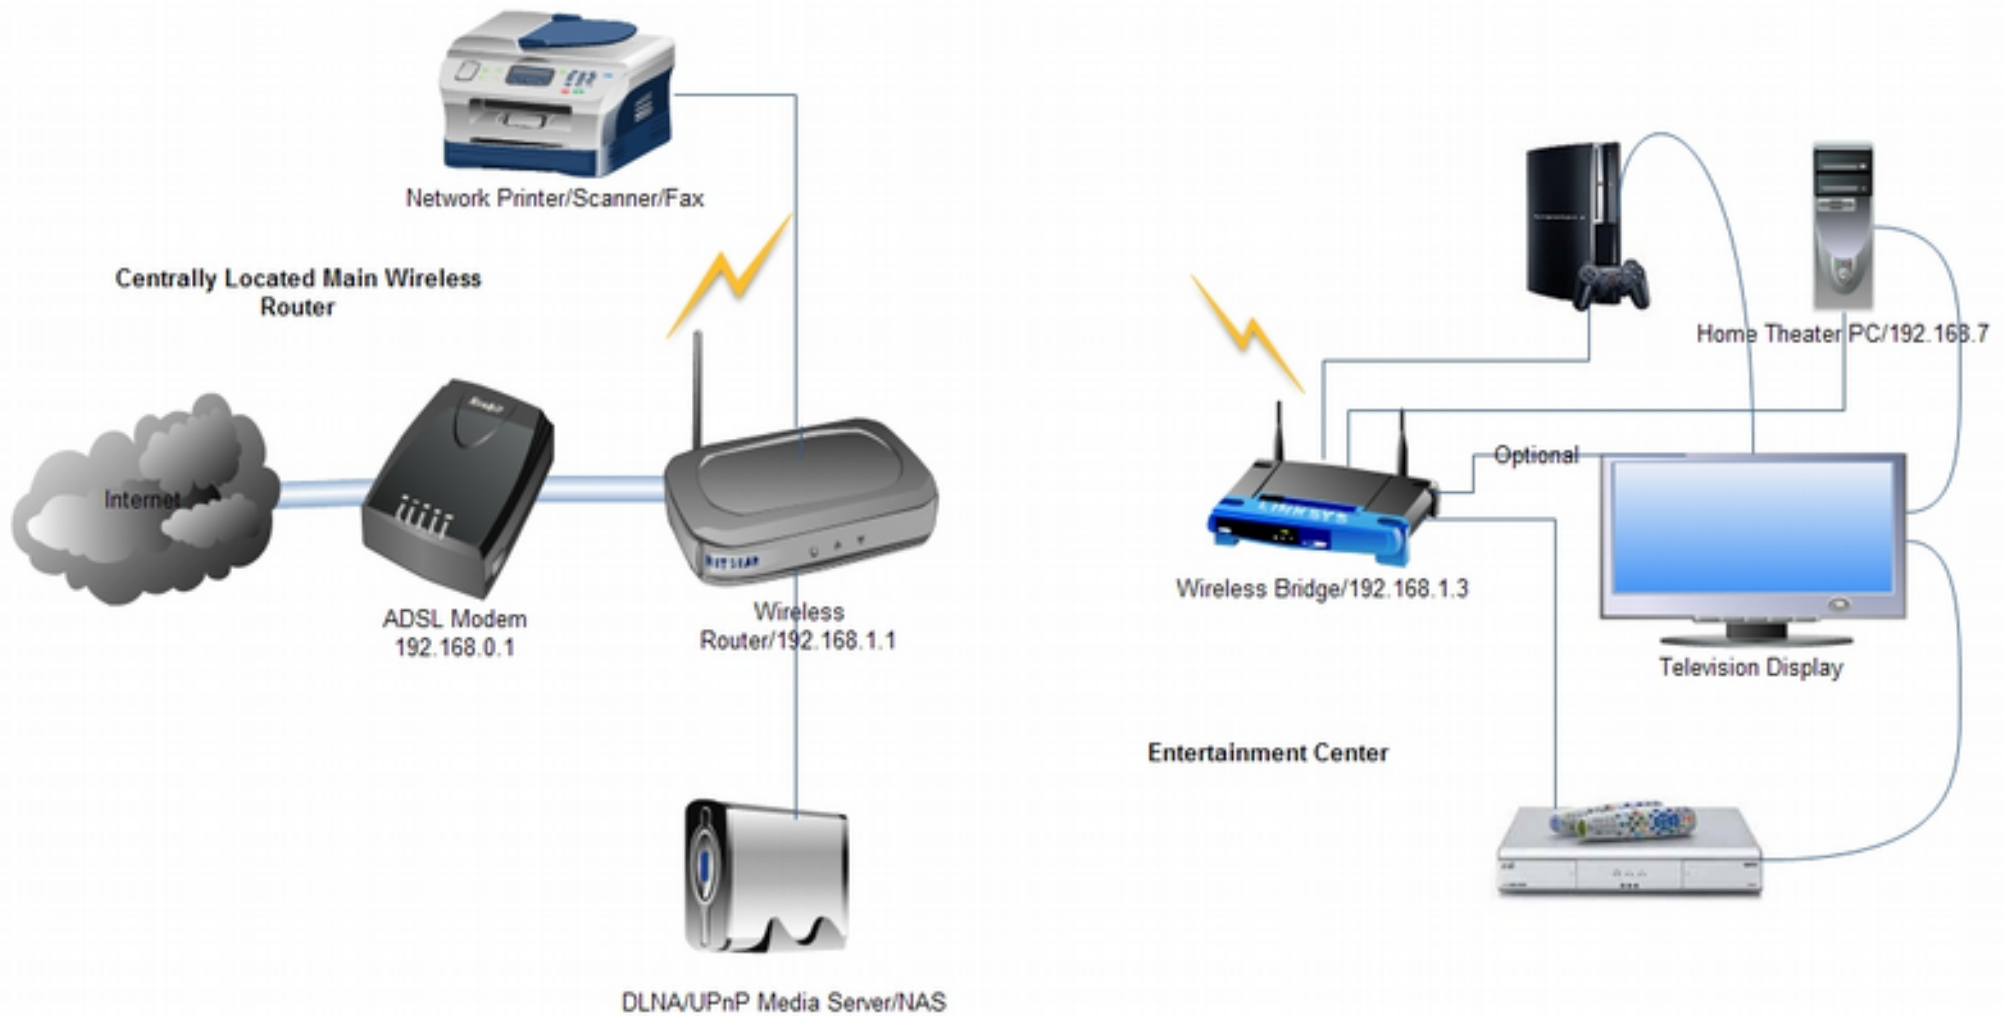 Network Printer/Scanner/Fax
Centrally Located Main Wireless
Router
Internet
ADSL Modem
192.168.0.1
NETGEAR
Wireless
Router/192.168.1.1
DLNA/UPnP Media Server/NAS
Home Theater PC/192.168.7
Optional
LINKSYS
Wireless Bridge/192.168.1.3
Television Display
Entertainment Center